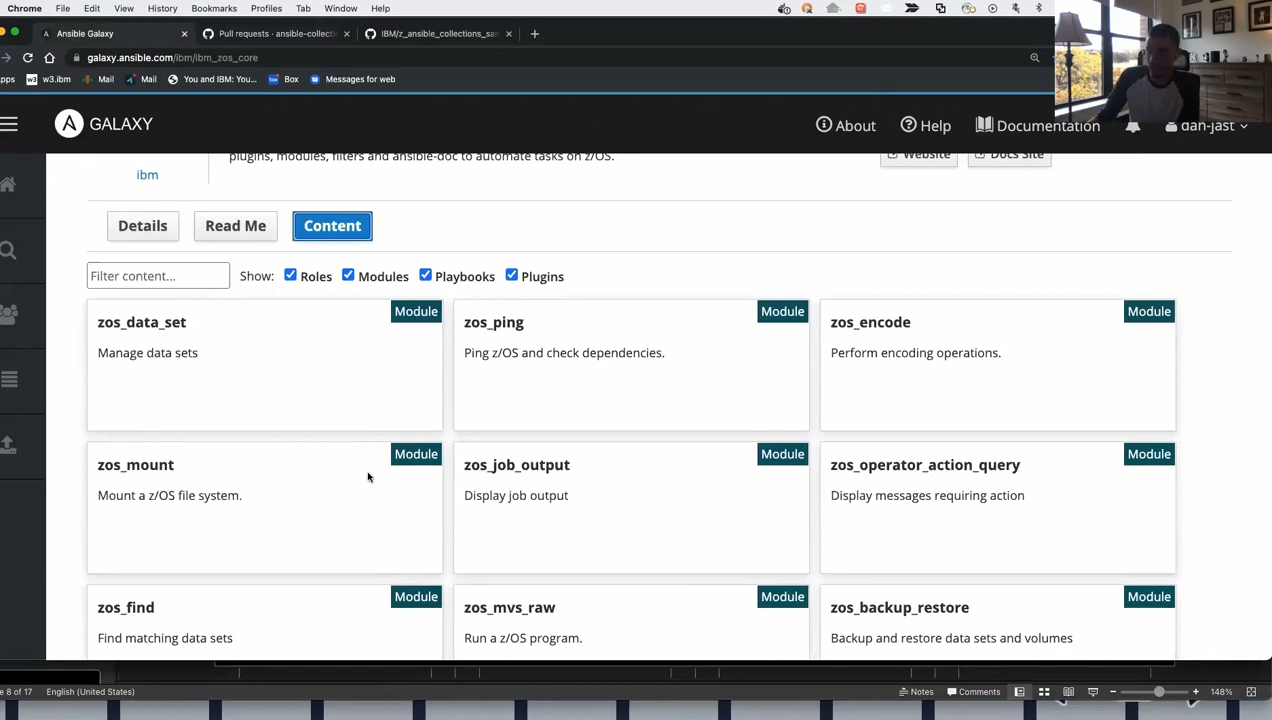 Chrome File Edit View History Bookmarks Profiles Tab Window Help
Ansible Galaxy Pull requests · ansible-collecti IBM/z_ansible_collections_sam
galaxy.ansible.com/ibm/ibm_zos_core
pps w3.ibm Mail Mail You and IBM: You... Box Messages for web
GALAXY About Help Documentation dan-jast
plugins, modules, filters and ansible-doc to automate tasks on z/OS. Website Docs Site
ibm
Details Read Me Content
Filter content... Show: Roles Modules Playbooks Plugins
Module Module Module
zos_data_set zos_ping zos_encode
Manage data sets Ping z/OS and check dependencies. Perform encoding operations.
Module Module Module
zos_mount zos_job_output zos_operator_action_query
Mount a z/OS file system. Display job output Display messages requiring action
Module Module Module
zos_find zos_mvs_raw zos_backup_restore
Find matching data sets Run a z/OS program. Backup and restore data sets and volumes
e 8 of 17 English (United States) Notes Comments 148%